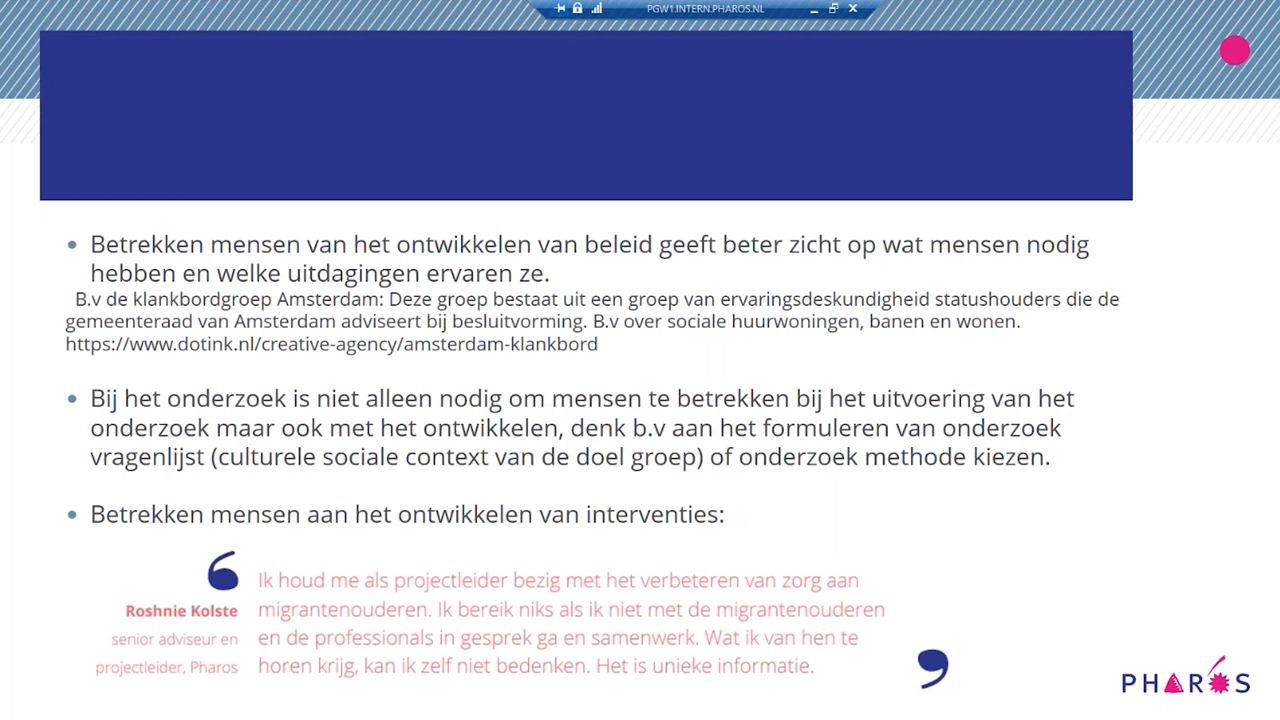 PGW1.INTERN.PHAROS.NL
• Betrekken mensen van het ontwikkelen van beleid geeft beter zicht op wat mensen nodig
hebben en welke uitdagingen ervaren ze.
B.v de klankbordgroep Amsterdam: Deze groep bestaat uit een groep van ervaringsdeskundigheid statushouders die de
gemeenteraad van Amsterdam adviseert bij besluitvorming. B.v over sociale huurwoningen, banen en wonen.
https://www.dotink.nl/creative-agency/amsterdam-klankbord
• Bij het onderzoek is niet alleen nodig om mensen te betrekken bij het uitvoering van het
onderzoek maar ook met het ontwikkelen, denk b.v aan het formuleren van onderzoek
vragenlijst (culturele sociale context van de doel groep) of onderzoek methode kiezen.
• Betrekken mensen aan het ontwikkelen van interventies:
Roshnie Kolste
senior adviseur en
projectleider, Pharos
Ik houd me als projectleider bezig met het verbeteren van zorg aan
migrantenouderen. Ik bereik niks als ik niet met de migrantenouderen
en de professionals in gesprek ga en samenwerk. Wat ik van hen te
horen krijg, kan ik zelf niet bedenken. Het is unieke informatie.
PHAROS